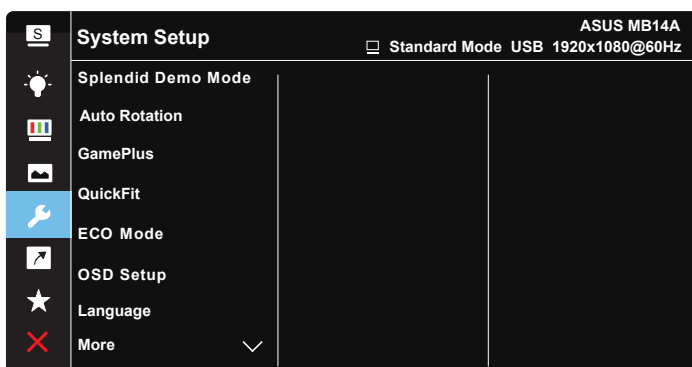 S
System Setup
ASUS MB14A
Standard Mode USB 1920x1080@60Hz
Splendid Demo Mode
Auto Rotation
GamePlus
QuickFit
ECO Mode
OSD Setup
Language
More